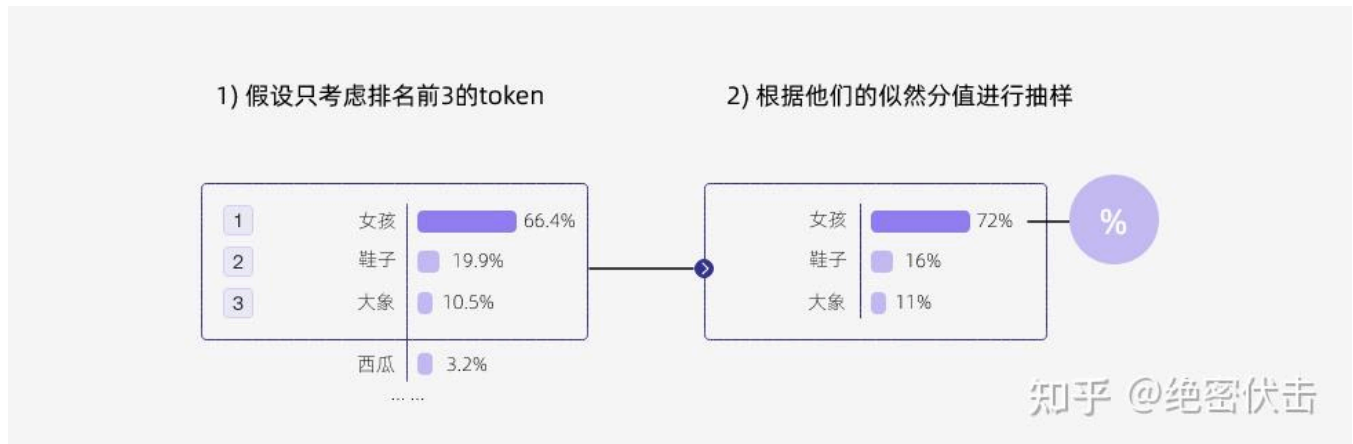 1) 假设只考虑排名前3的token
2) 根据他们的似然分值进行抽样
1 女孩 66.4%
2 鞋子 19.9%
3 大象 10.5%
西瓜 3.2%
... ...
女孩 72%
鞋子 16%
大象 11%
%
知乎 @绝密伏击